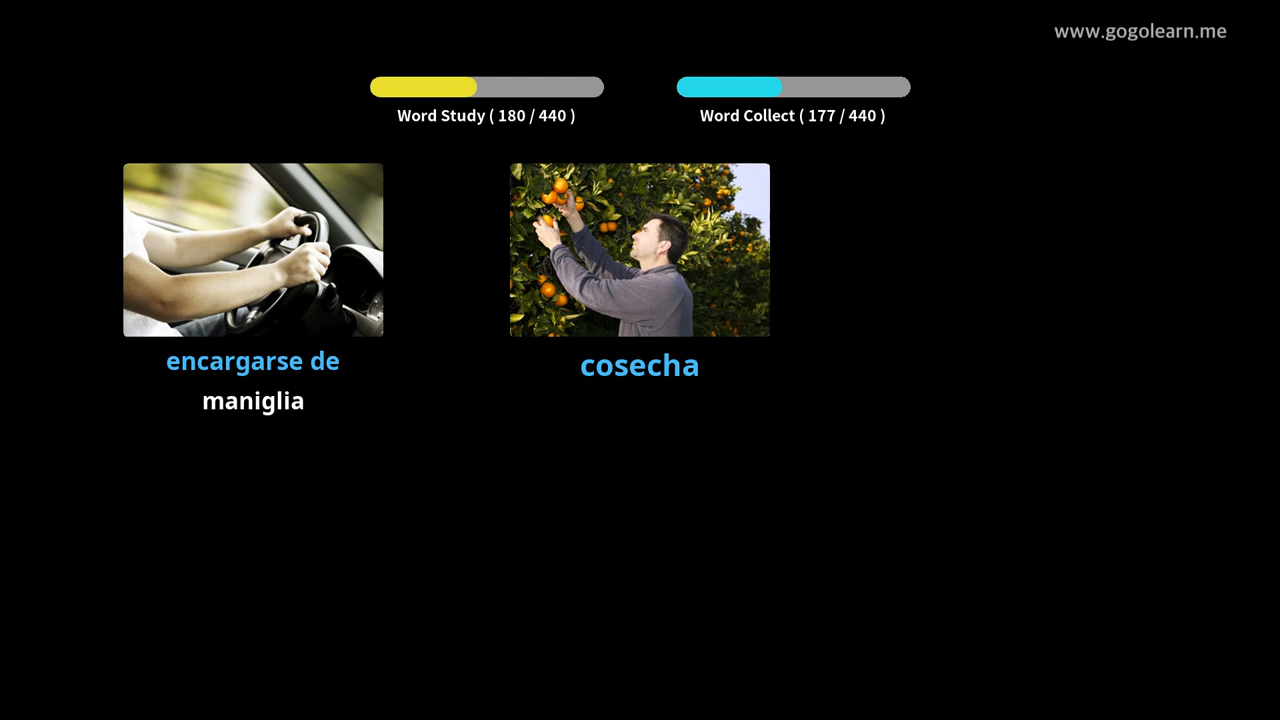 www.gogolearn.me
Word Study ( 180 / 440 )
Word Collect ( 177 / 440 )
encargarse de
maniglia
cosecha